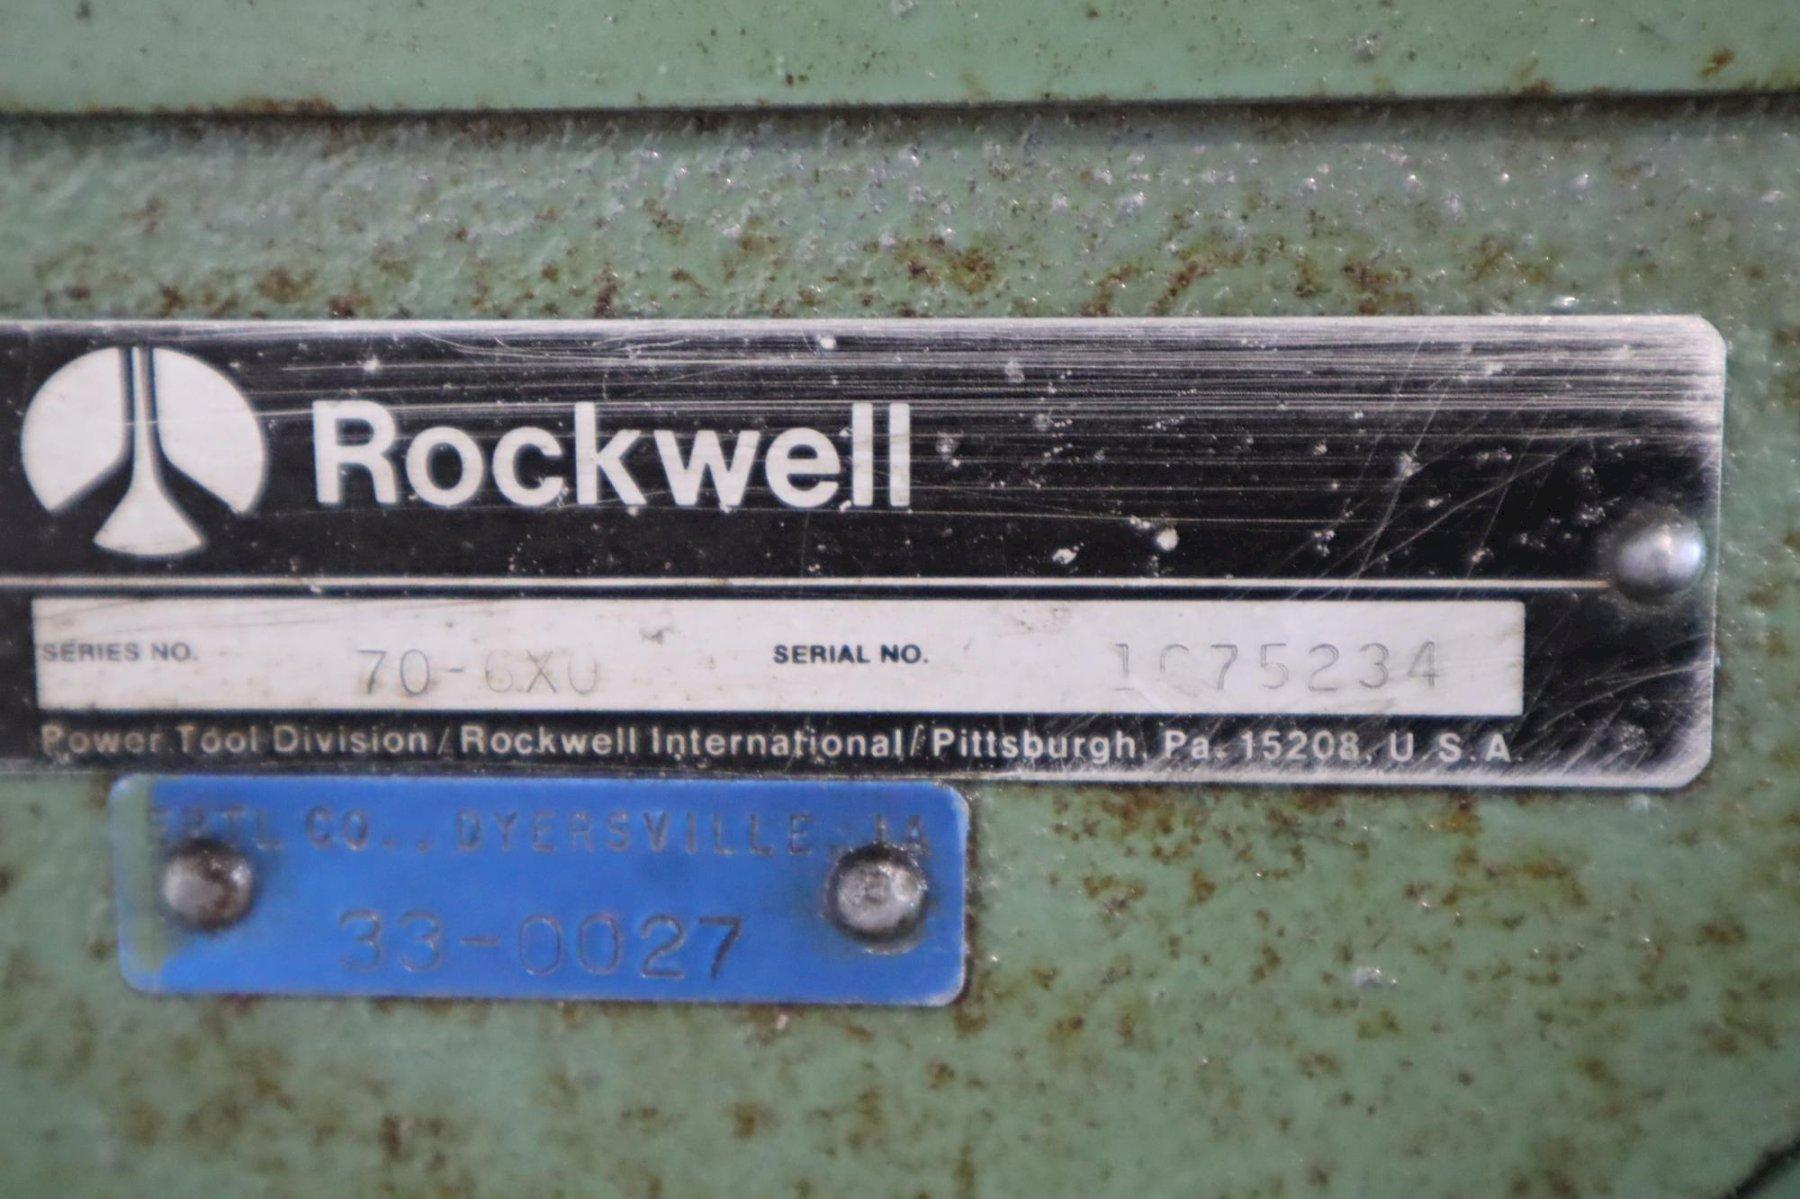 Rockwell
SERIES NO. 70-6X0 SERIAL NO. 1C75234
Power Tool Division / Rockwell International / Pittsburgh, Pa. 15208, U.S.A.
ERTL CO., DYERSVILLE, IA
33-0027